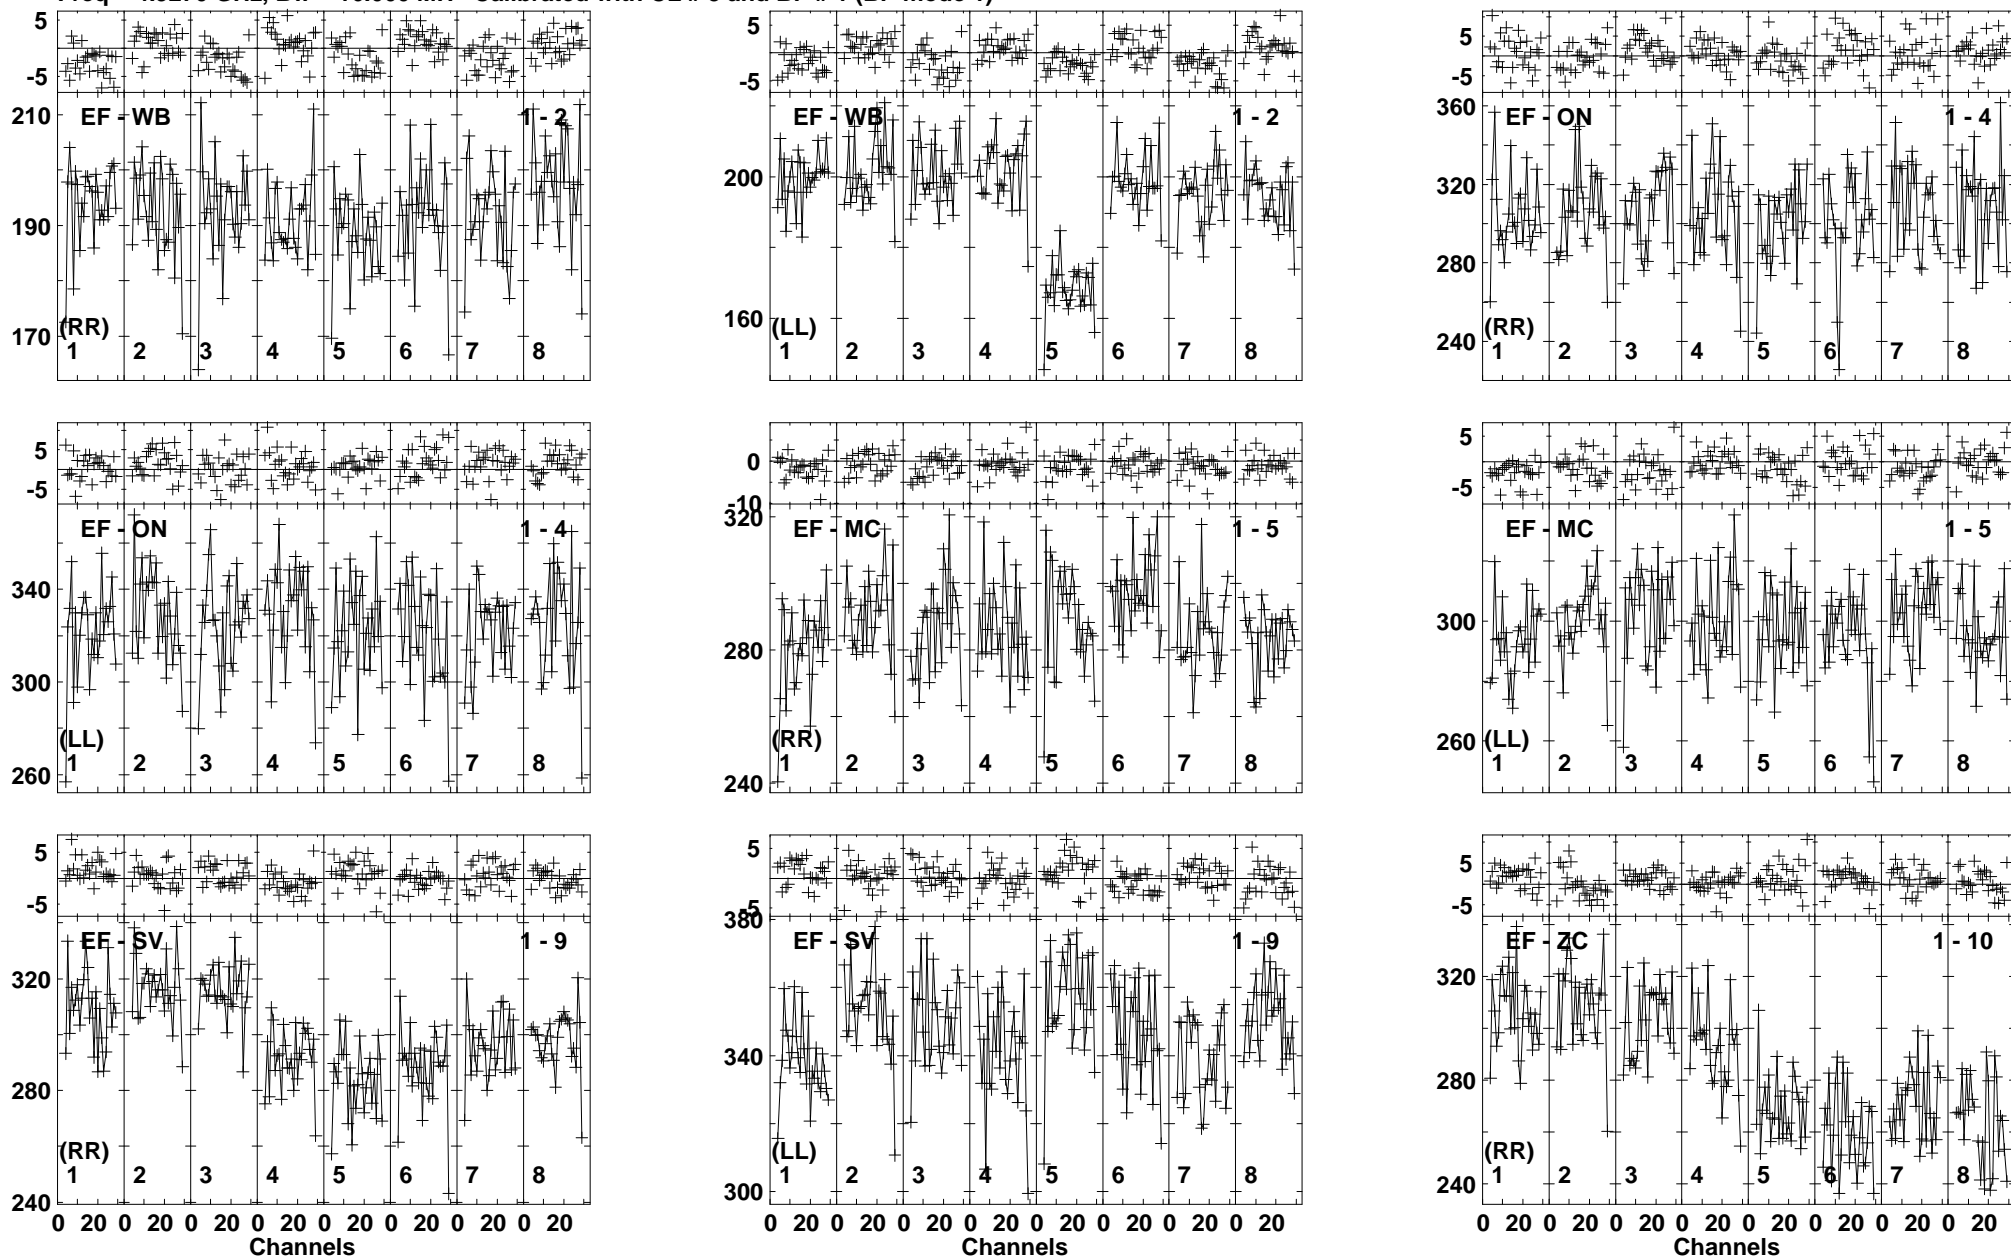 5 5 5
-5 -5 -5
210 EF - WB 1 - 2 EF - WB 1 - 2 360 EF - ON 1 - 4
200 320
190 280
170 (RR) 160 (LL) 240 (RR)
1 2 3 4 5 6 7 8 1 2 3 4 5 6 7 8 1 2 3 4 5 6 7 8
5 0 5
-5 -10 -5
EF - ON 1 - 4 320 EF - MC 1 - 5 EF - MC 1 - 5
340 280 300
300
260 (LL) 240 (RR) 260 (LL)
1 2 3 4 5 6 7 8 1 2 3 4 5 6 7 8 1 2 3 4 5 6 7 8
5 5 5
-5 -5 -5
EF - SV 1 - 9 380 EF - SV 1 - 9 EF - ZC 1 - 10
320 340 320
280 280
240 (RR) 300 (LL) 240 (RR)
1 2 3 4 5 6 7 8 1 2 3 4 5 6 7 8 1 2 3 4 5 6 7 8
0 20 0 20 0 20 0 20 0 20 0 20 0 20 0 20 0 20 0 20 0 20 0 20 0 20 0 20 0 20 0 20 0 20 0 20 0 20 0 20 0 20 0 20 0 20 0 20
Channels Channels Channels